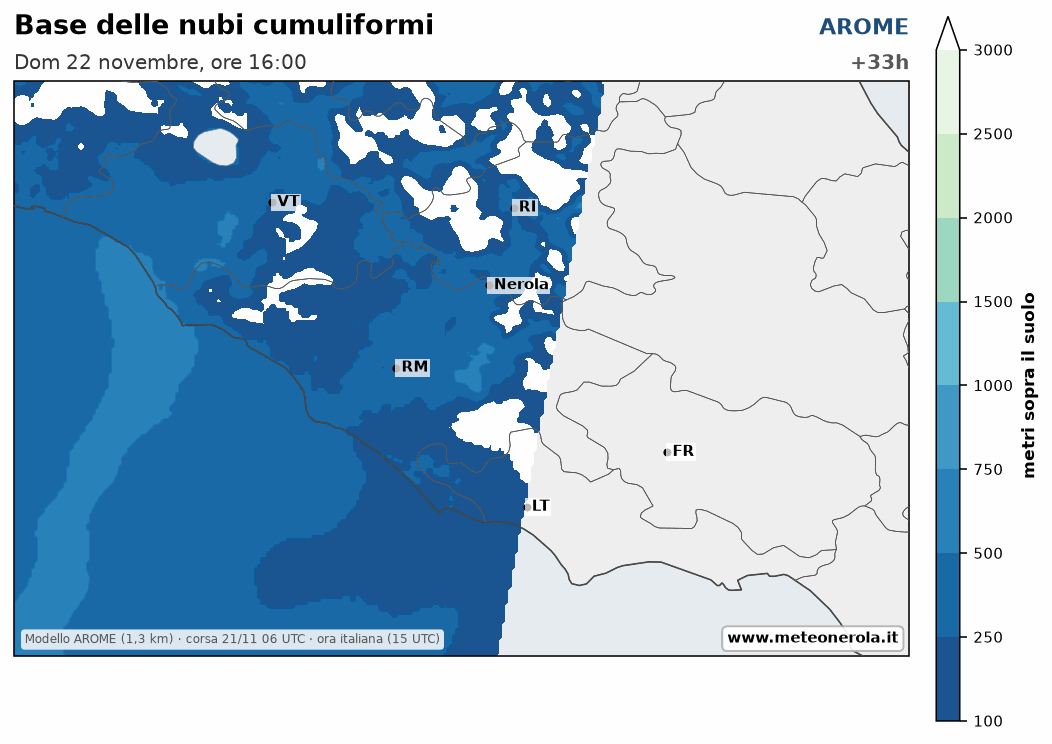 Base delle nubi cumuliformi
AROME
Dom 22 novembre, ore 16:00
+33h
VT
RI
Nerola
RM
FR
LT
Modello AROME (1,3 km) · corsa 21/11 06 UTC · ora italiana (15 UTC)
www.meteonerola.it
3000
2500
2000
1500
1000
750
500
250
100
metri sopra il suolo